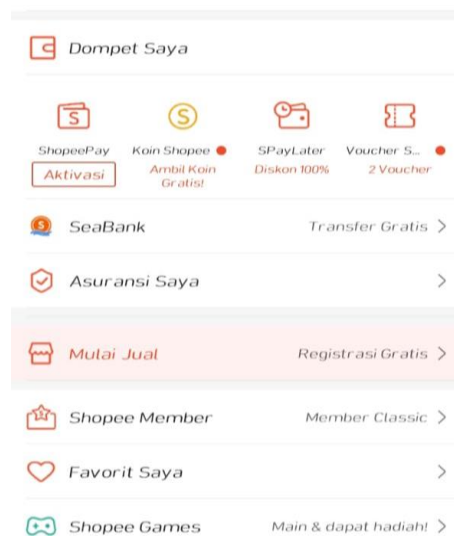 Dompet Saya
ShopeePay Koin Shopee SPayLater Voucher S...
Aktivasi Ambil Koin Gratis! Diskon 100% 2 Voucher
SeaBank Transfer Gratis
Asuransi Saya
Mulai Jual Registrasi Gratis
Shopee Member Member Classic
Favorit Saya
Shopee Games Main & dapat hadiah!